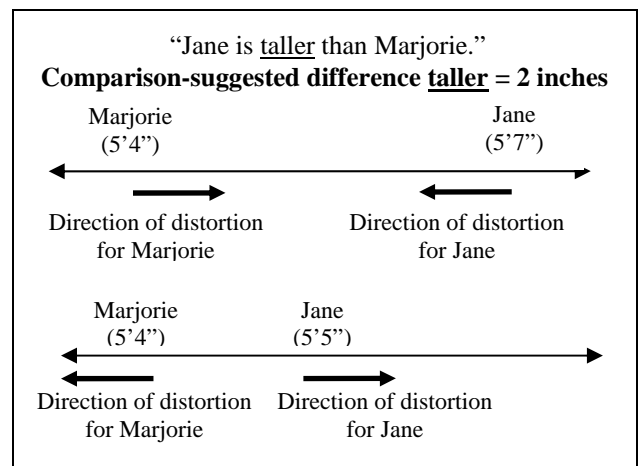 “Jane is taller than Marjorie.”
Comparison-suggested difference taller = 2 inches
Marjorie Jane
(5’4”) (5’7”)
Direction of distortion Direction of distortion
for Marjorie for Jane
Marjorie Jane
(5’4”) (5’5”)
Direction of distortion Direction of distortion
for Marjorie for Jane